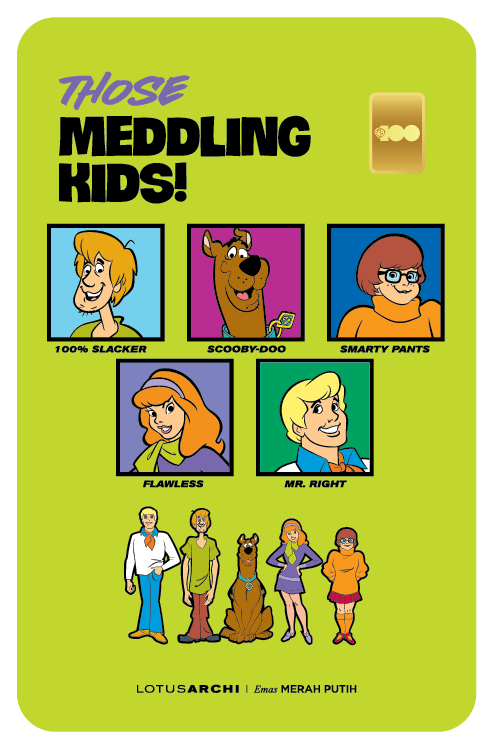 THOSE
MEDDLING
KIDS!
WB 100
100% SLACKER
SCOOBY-DOO
SMARTY PANTS
FLAWLESS
MR. RIGHT
LOTUSARCHI | Emas MERAH PUTIH